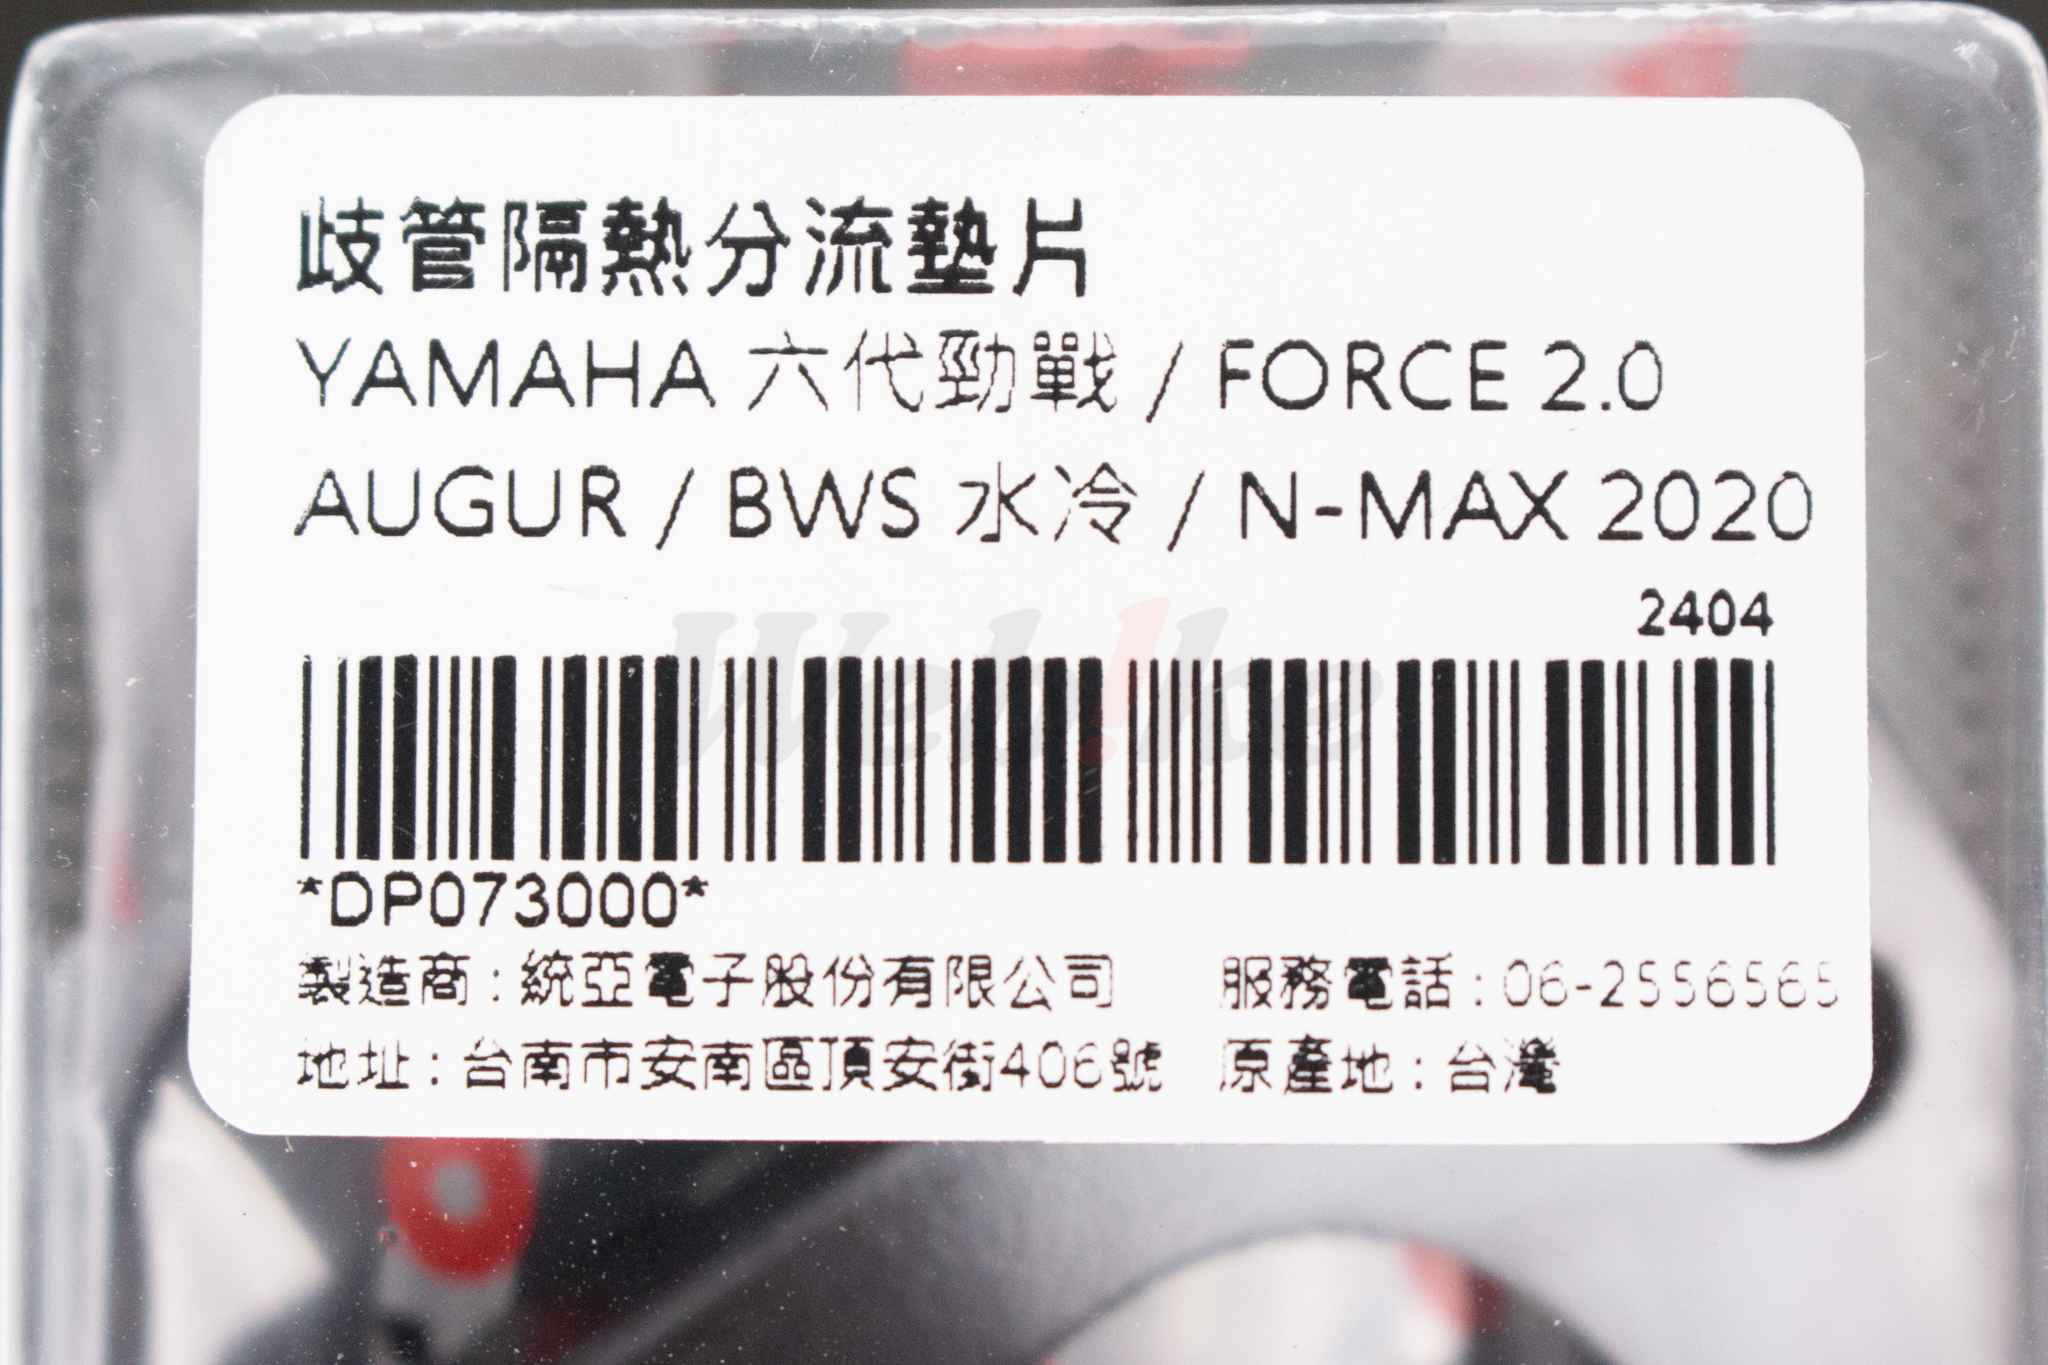 歧管隔熱分流墊片
YAMAHA 六代勁戰 / FORCE 2.0
AUGUR / BWS 水冷 / N-MAX 2020
2404
Webike
*DP073000*
製造商:統亞電子股份有限公司 服務電話:06-2556565
地址:台南市安南區頂安街406號 原產地:台灣